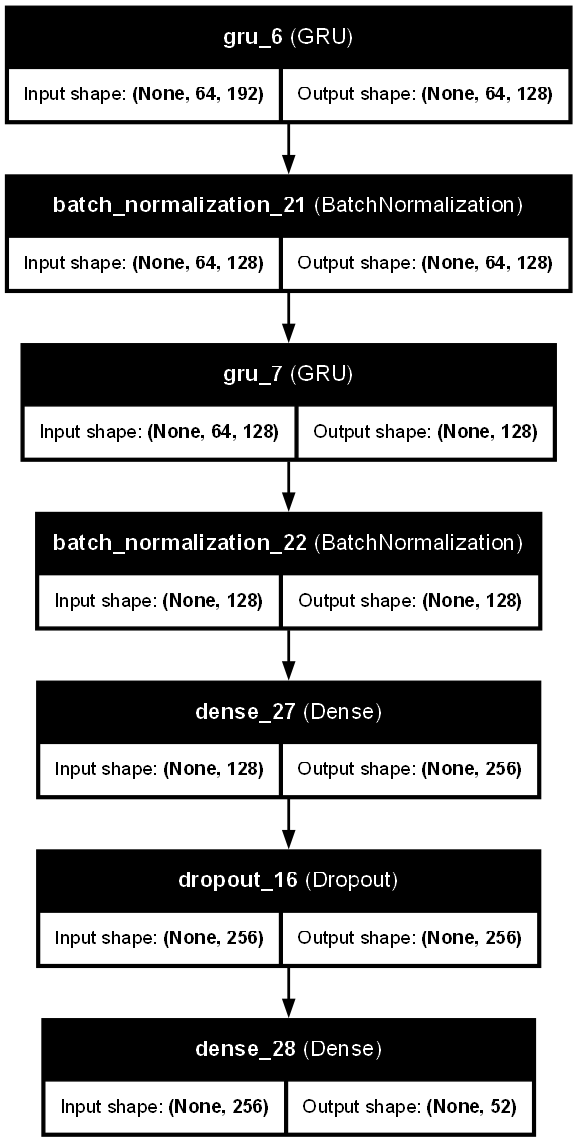 gru_6 (GRU)
Input shape: (None, 64, 192) Output shape: (None, 64, 128)
batch_normalization_21 (BatchNormalization)
Input shape: (None, 64, 128) Output shape: (None, 64, 128)
gru_7 (GRU)
Input shape: (None, 64, 128) Output shape: (None, 128)
batch_normalization_22 (BatchNormalization)
Input shape: (None, 128) Output shape: (None, 128)
dense_27 (Dense)
Input shape: (None, 128) Output shape: (None, 256)
dropout_16 (Dropout)
Input shape: (None, 256) Output shape: (None, 256)
dense_28 (Dense)
Input shape: (None, 256) Output shape: (None, 52)